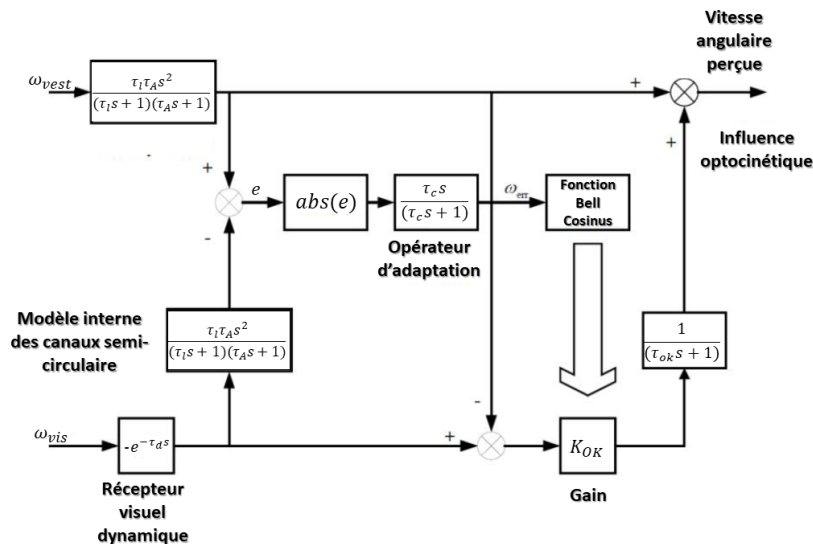 Vitesse
angulaire
perçue
ω_vest
τ_l τ_A s²
(τ_l s + 1)(τ_A s + 1)
+
+
Influence
optocinétique
+
e
-
abs(e)
τ_c s
(τ_c s + 1)
ω_err
Fonction
Bell
Cosinus
Opérateur
d'adaptation
Modèle interne
des canaux semi-
circulaire
τ_l τ_A s²
(τ_l s + 1)(τ_A s + 1)
1
(τ_ok s + 1)
-
ω_vis
-e^{-τ_d s}
+
K_OK
Récepteur
visuel
dynamique
Gain